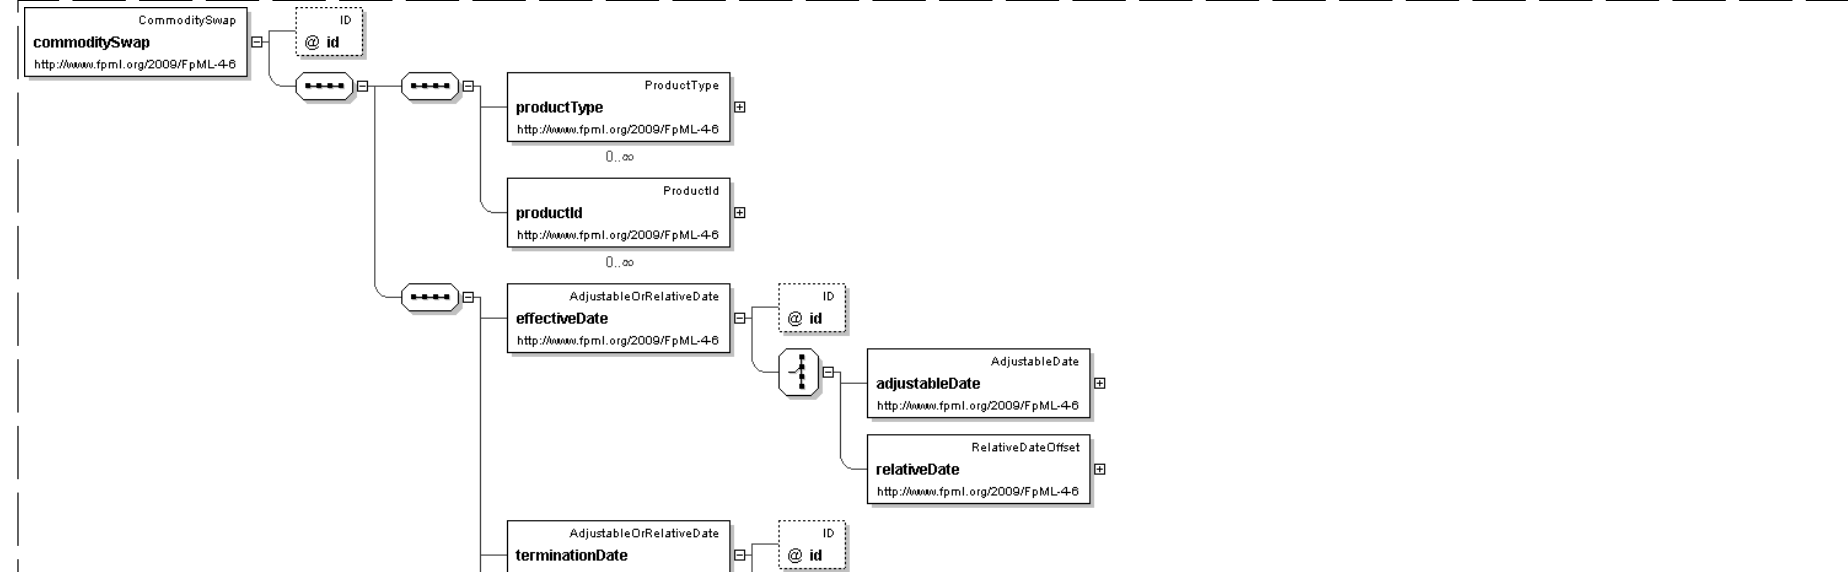 CommoditySwap
commoditySwap
http://www.fpml.org/2009/FpML-4-6
ID
@ id
ProductType
productType
http://www.fpml.org/2009/FpML-4-6
0..∞
ProductId
productId
http://www.fpml.org/2009/FpML-4-6
0..∞
AdjustableOrRelativeDate
effectiveDate
http://www.fpml.org/2009/FpML-4-6
ID
@ id
AdjustableDate
adjustableDate
http://www.fpml.org/2009/FpML-4-6
RelativeDateOffset
relativeDate
http://www.fpml.org/2009/FpML-4-6
AdjustableOrRelativeDate
terminationDate
ID
@ id